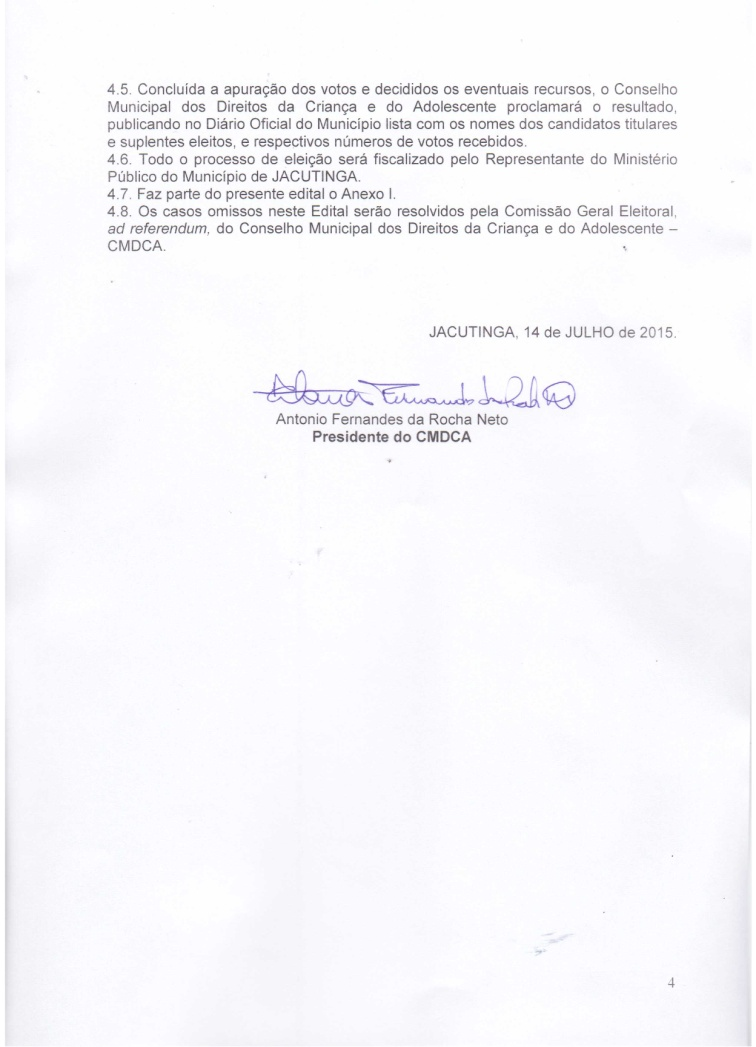 4.5. Concluída a apuração dos votos e decididos os eventuais recursos, o Conselho
Municipal dos Direitos da Criança e do Adolescente proclamará o resultado,
publicando no Diário Oficial do Município lista com os nomes dos candidatos titulares
e suplentes eleitos, e respectivos números de votos recebidos.
4.6. Todo o processo de eleição será fiscalizado pelo Representante do Ministério
Público do Município de JACUTINGA.
4.7. Faz parte do presente edital o Anexo I.
4.8. Os casos omissos neste Edital serão resolvidos pela Comissão Geral Eleitoral,
ad referendum, do Conselho Municipal dos Direitos da Criança e do Adolescente –
CMDCA.
JACUTINGA, 14 de JULHO de 2015.
Fernandes da
Antonio Fernandes da Rocha Neto
Presidente do CMDCA
4